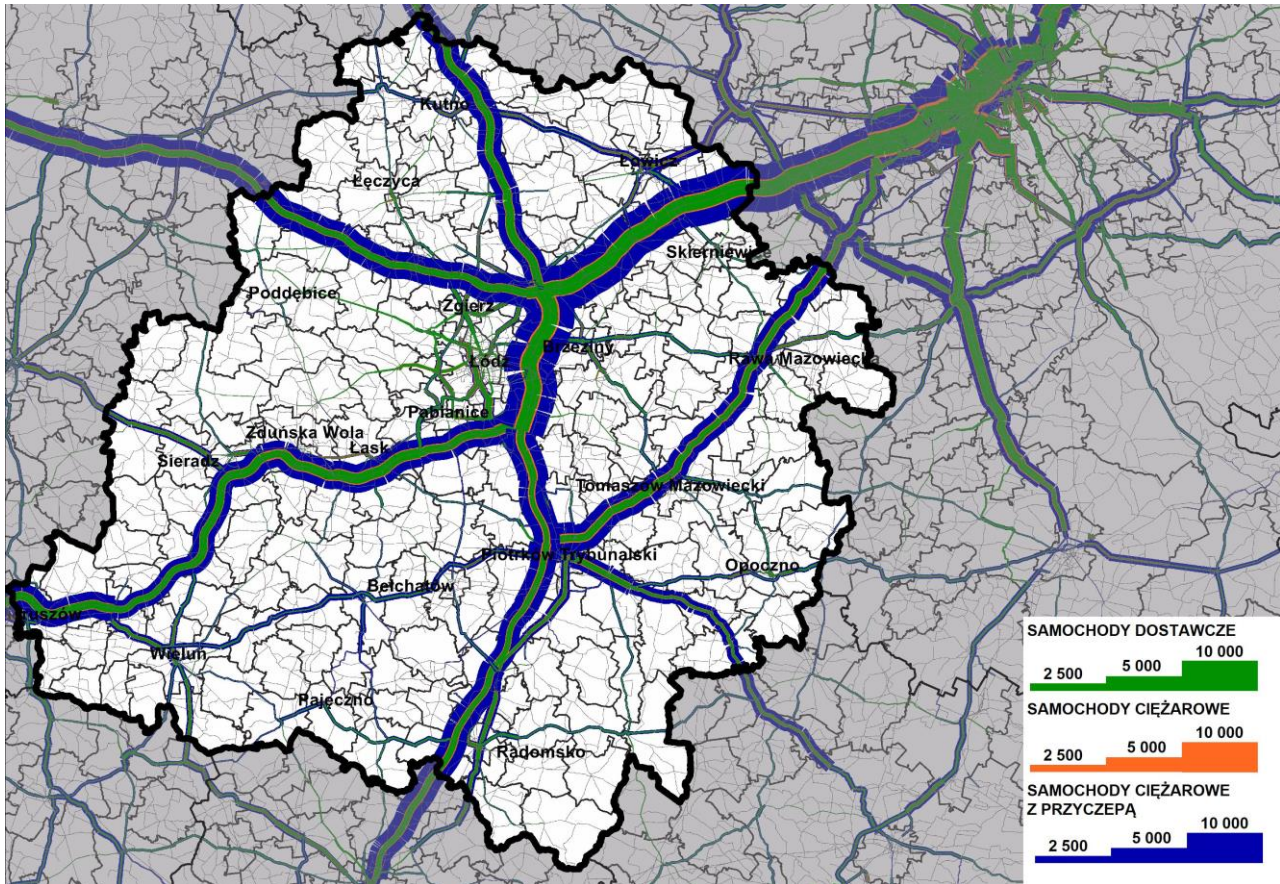 Kutno
Łowicz
Łęczyca
Skierniewice
Poddębice
Zgierz
Brzeziny
Łódź
Rawa Mazowiecka
Pabianice
Zduńska Wola
Łask
Sieradz
Tomaszów Mazowiecki
Piotrków Trybunalski
Opoczno
Bełchatów
Wieluń
Pajęczno
Radomsko
SAMOCHODY DOSTAWCZE
2 500 5 000 10 000
SAMOCHODY CIĘŻAROWE
2 500 5 000 10 000
SAMOCHODY CIĘŻAROWE
Z PRZYCZEPĄ
2 500 5 000 10 000